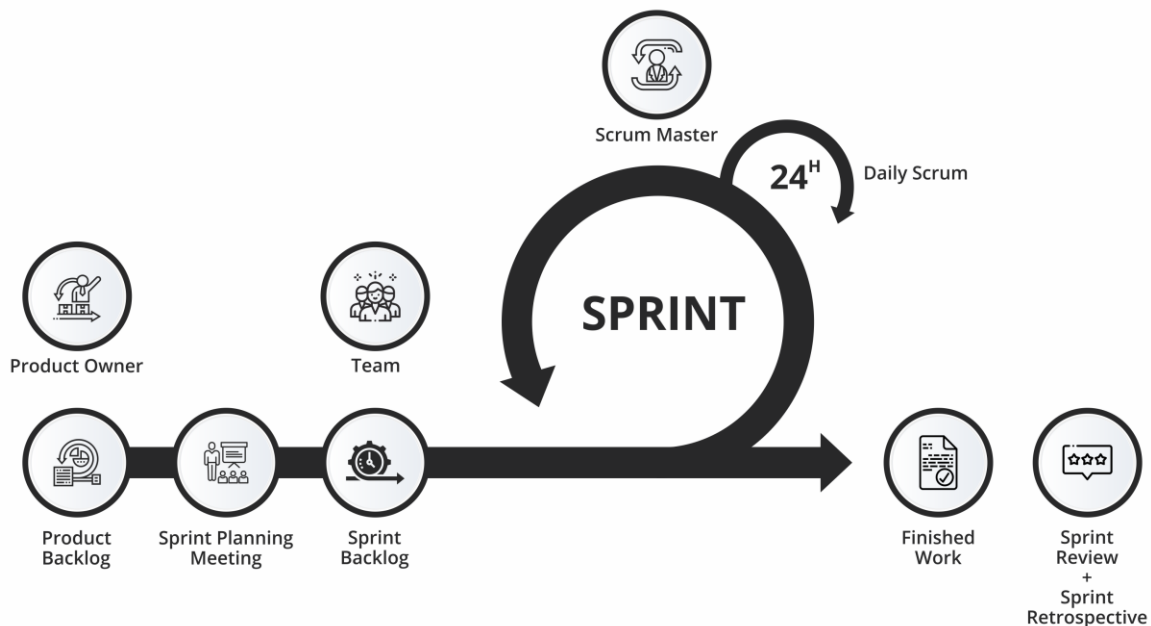 Scrum Master
24H
Daily Scrum
SPRINT
Product Owner
Team
Product
Backlog
Sprint Planning
Meeting
Sprint
Backlog
Finished
Work
Sprint
Review
+
Sprint
Retrospective